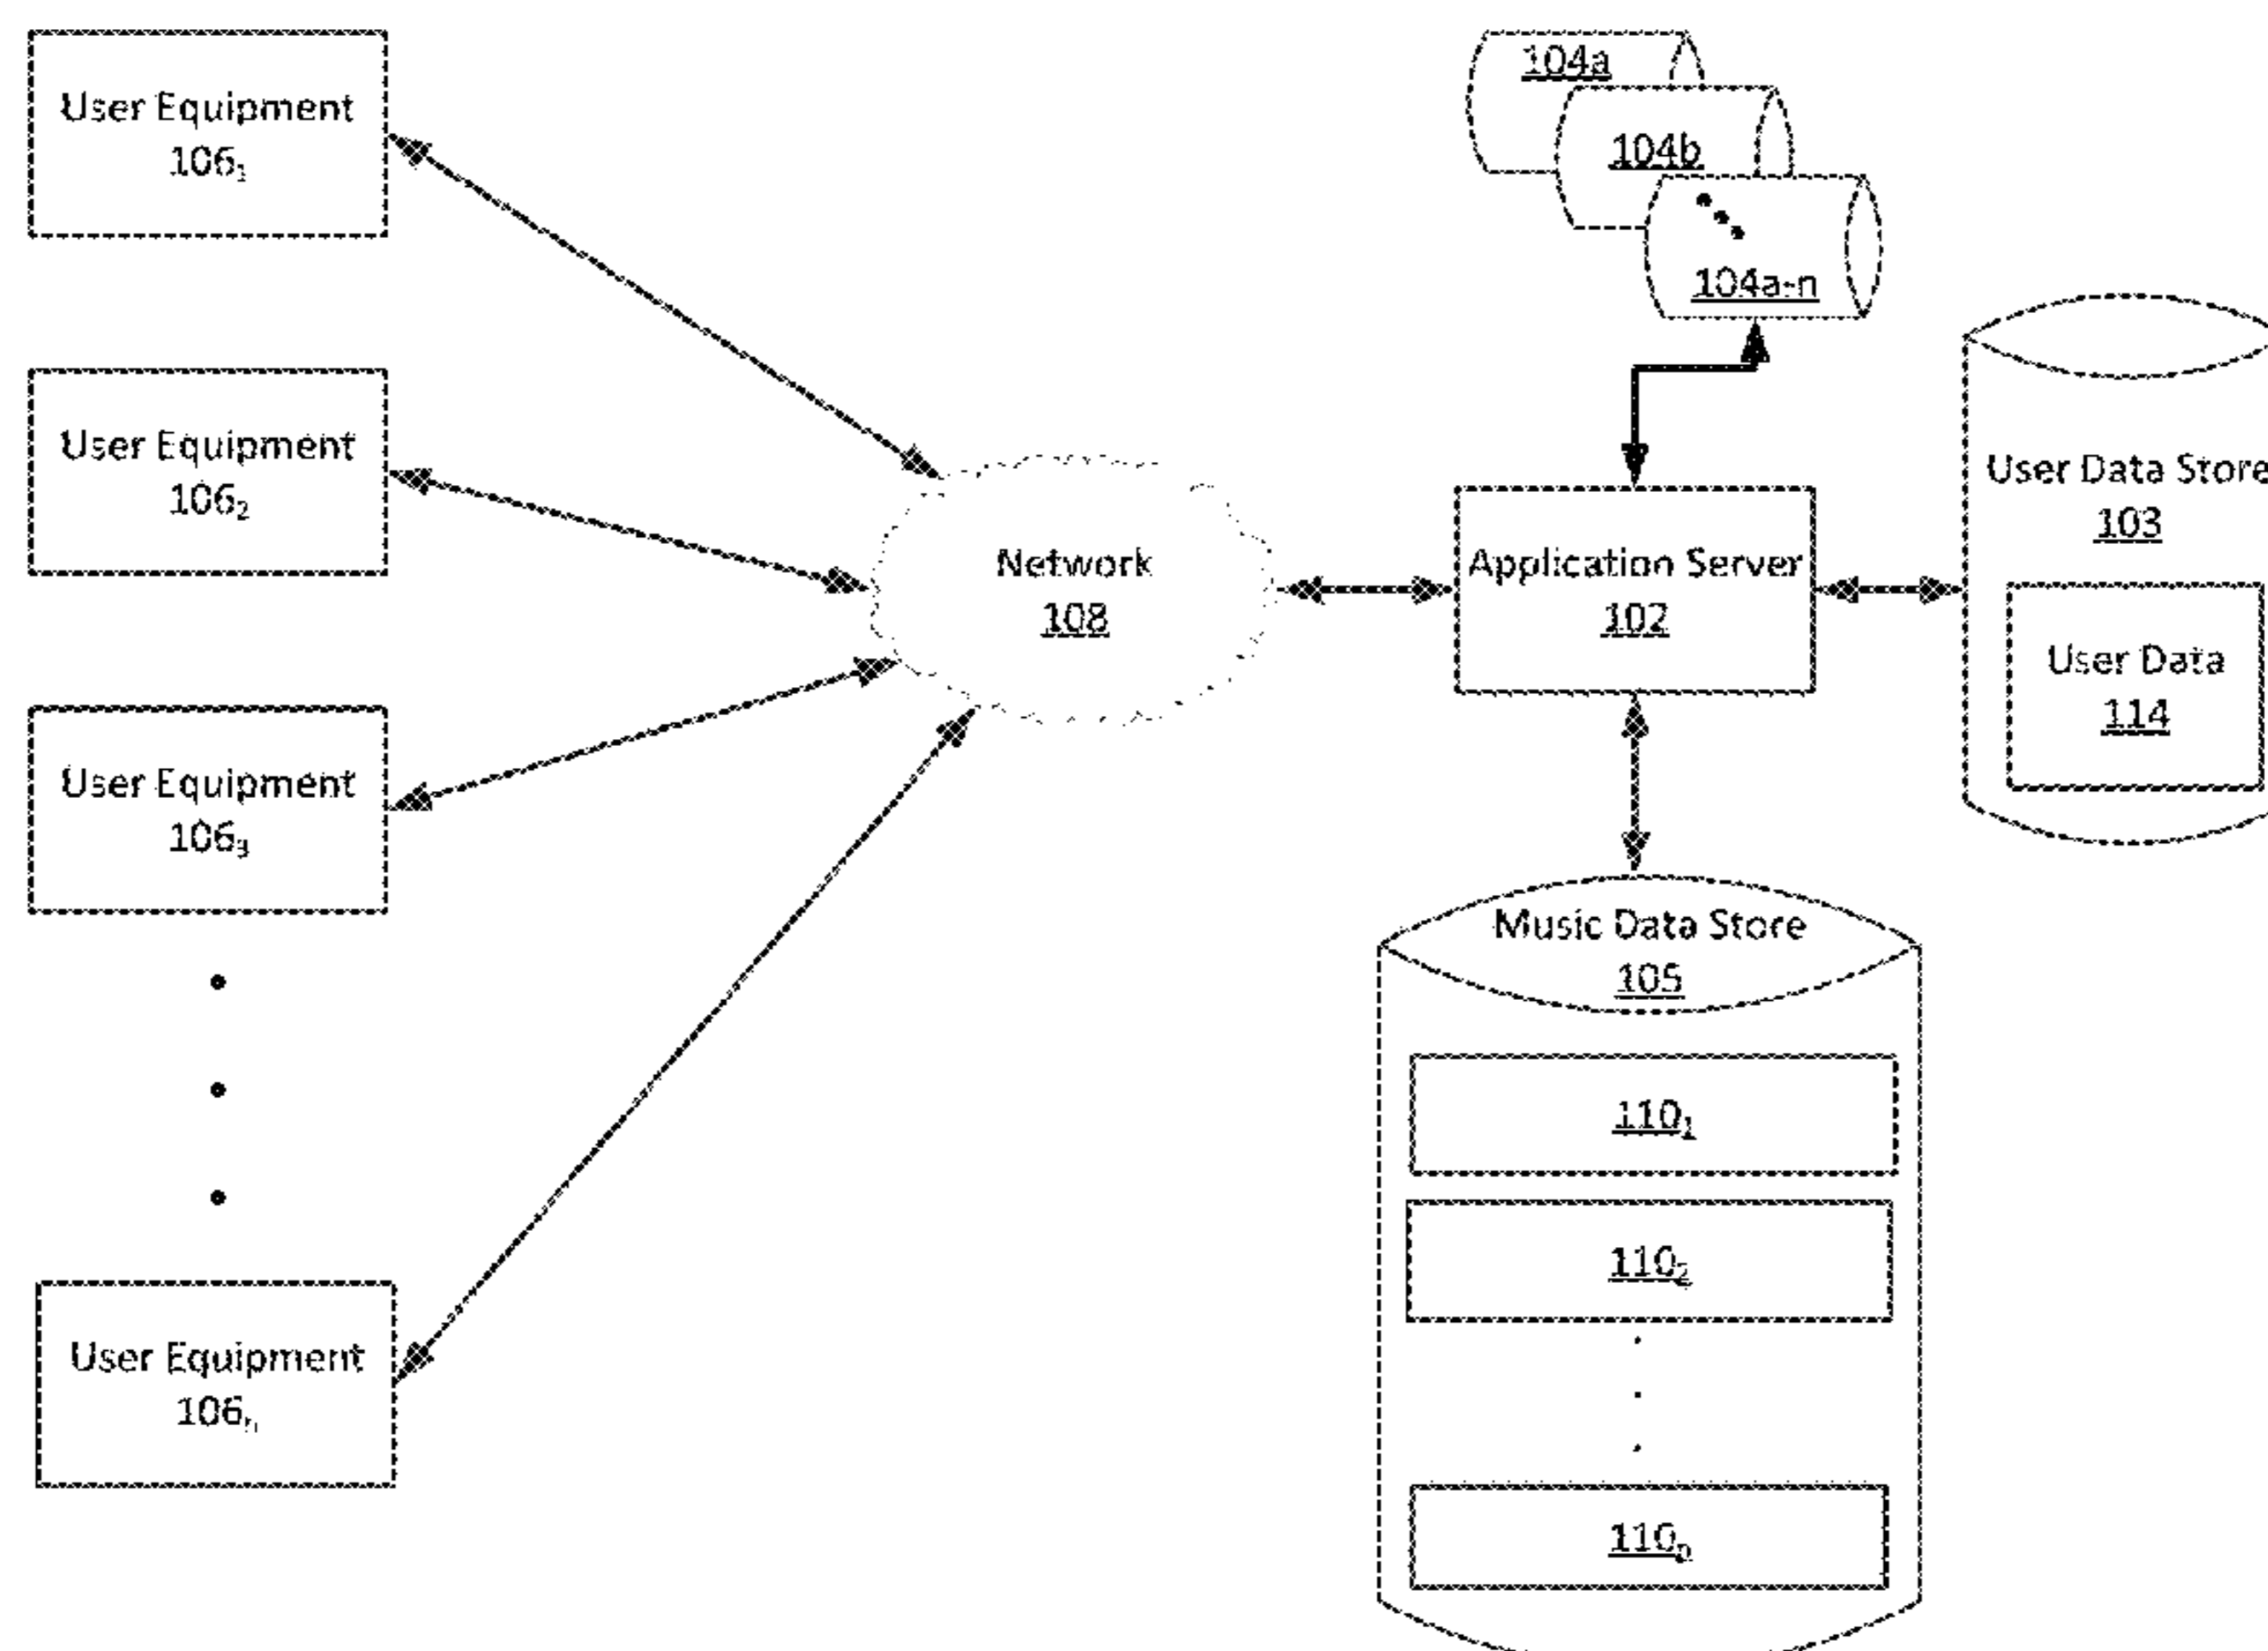 User Equipment
106₁
User Equipment
106₂
User Equipment
106₃
User Equipment
106ₙ
Network
108
104a
104b
104a-n
Application Server
102
User Data Store
103
User Data
114
Music Data Store
105
110₁
110₂
110ₙ